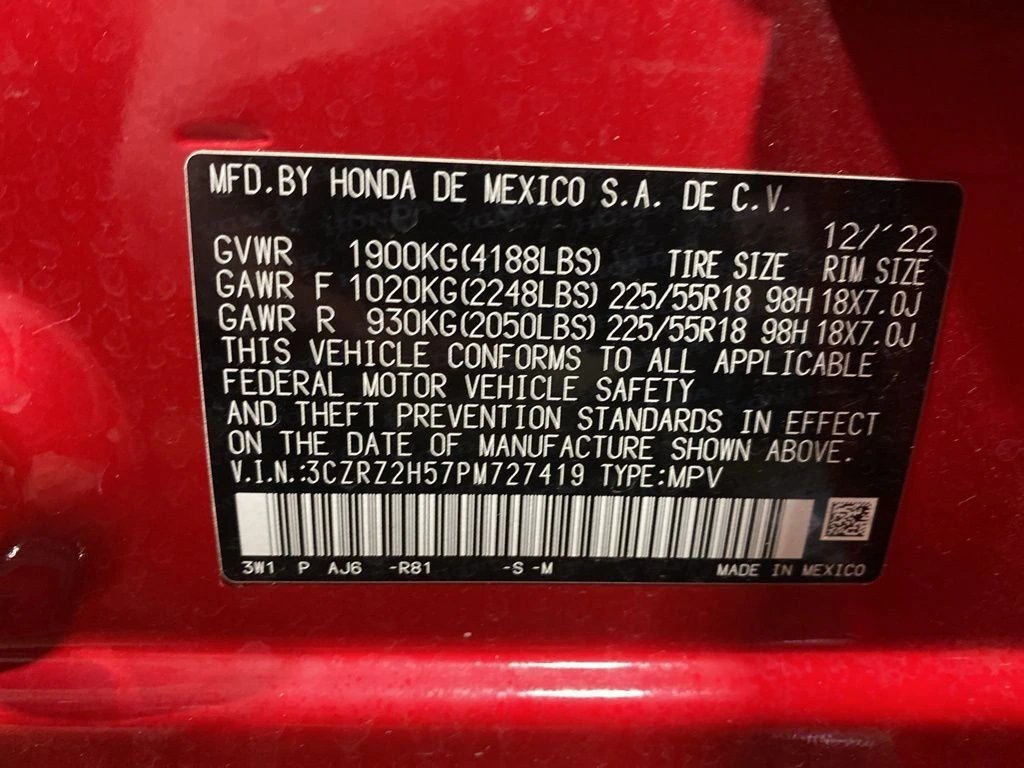 MFD.BY HONDA DE MEXICO S.A. DE C.V.
12/'22
GVWR 1900KG(4188LBS) TIRE SIZE RIM SIZE
GAWR F 1020KG(2248LBS) 225/55R18 98H 18X7.0J
GAWR R 930KG(2050LBS) 225/55R18 98H 18X7.0J
THIS VEHICLE CONFORMS TO ALL APPLICABLE
FEDERAL MOTOR VEHICLE SAFETY
AND THEFT PREVENTION STANDARDS IN EFFECT
ON THE DATE OF MANUFACTURE SHOWN ABOVE.
V.I.N.:3CZRZ2H57PM727419 TYPE:MPV
3W1 P AJ6 -R81 -S -M MADE IN MEXICO